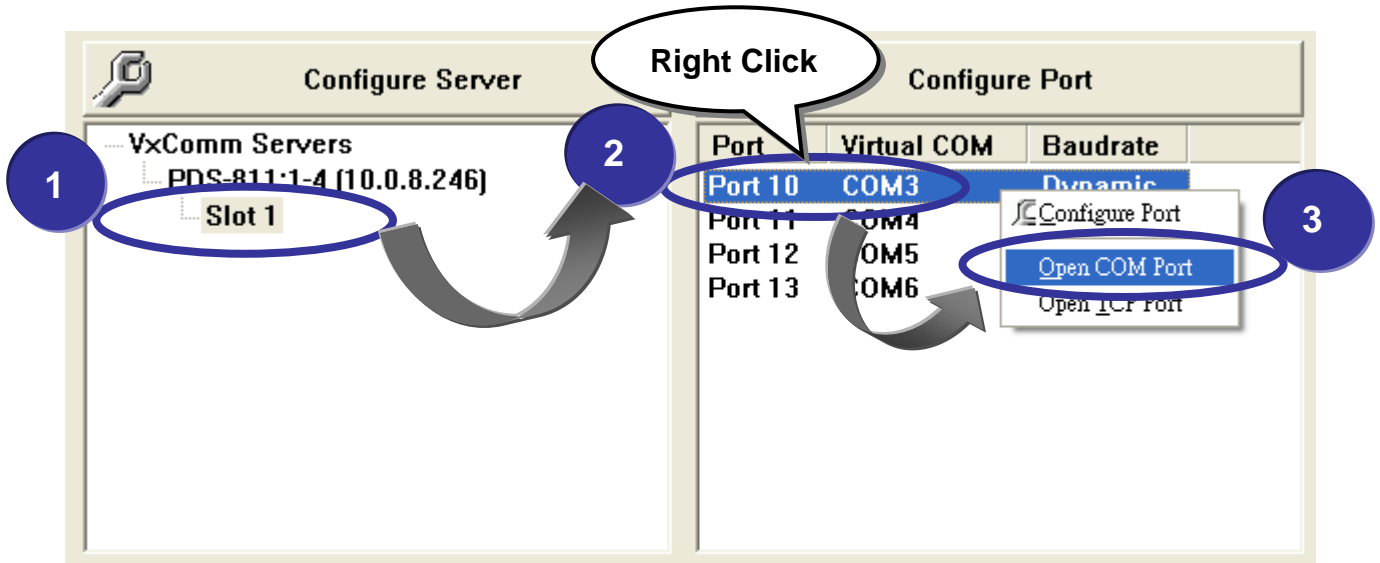 Right Click
Configure Server
Configure Port
1
2
3
VxComm Servers
PDS-811:1-4 (10.0.8.246)
Slot 1
Port Virtual COM Baudrate
Port 10 COM3 Dynamic
Port 11 COM4
Port 12 COM5
Port 13 COM6
Configure Port
Open COM Port
Open TCP Port